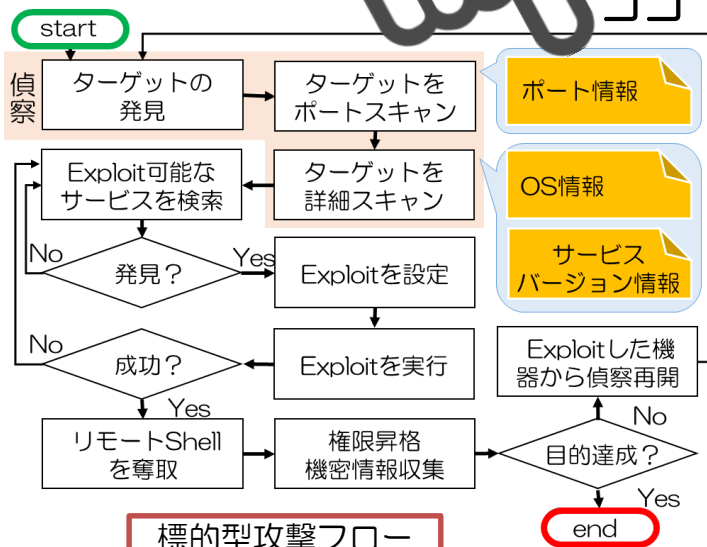 ココ
start
偵
察
ターゲットの
発見
ターゲットを
ポートスキャン
ポート情報
Exploit可能な
サービスを検索
ターゲットを
詳細スキャン
OS情報
サービス
バージョン情報
No
発見?
Yes
Exploitを設定
No
成功?
Exploitを実行
Exploitした機
器から偵察再開
Yes
No
リモートShell
を奪取
権限昇格
機密情報収集
目的達成?
Yes
標的型攻撃フロー
end